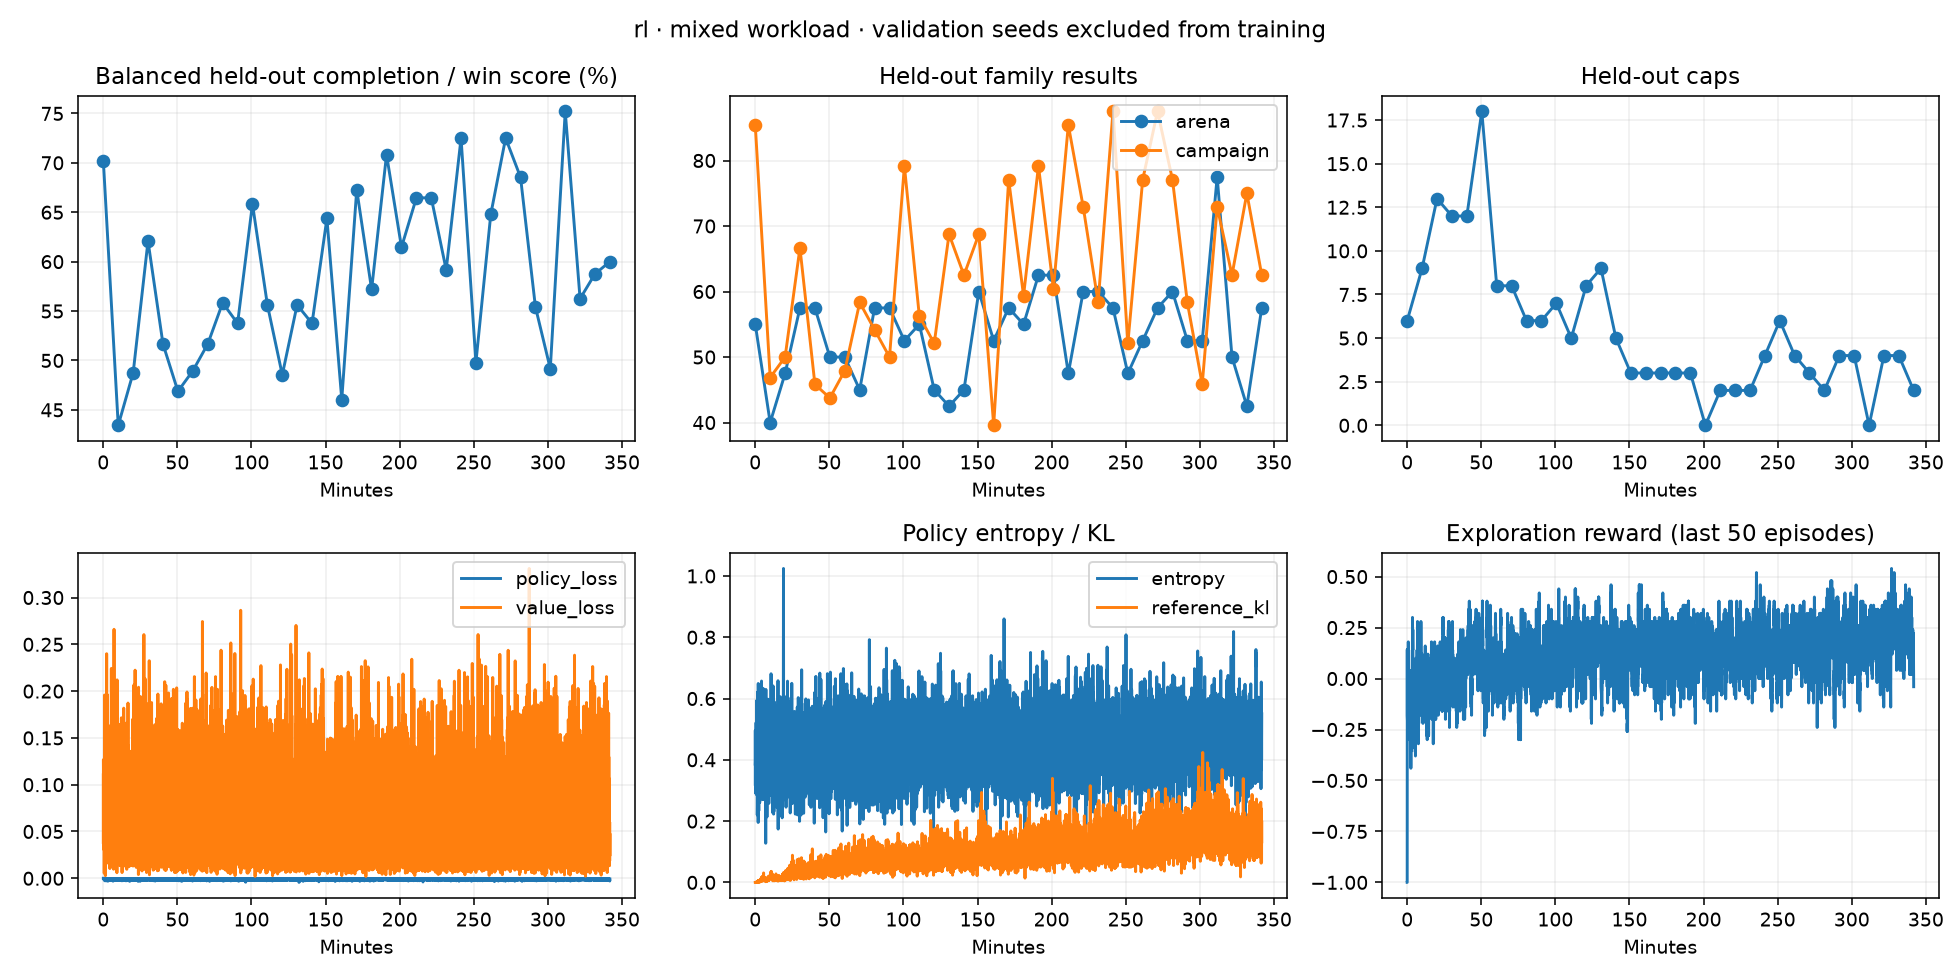 rl · mixed workload · validation seeds excluded from training
Balanced held-out completion / win score (%)
75
70
65
60
55
50
45
0 50 100 150 200 250 300 350
Minutes
Held-out family results
arena
campaign
80
70
60
50
40
0 50 100 150 200 250 300 350
Minutes
Held-out caps
17.5
15.0
12.5
10.0
7.5
5.0
2.5
0.0
0 50 100 150 200 250 300 350
Minutes
policy_loss
value_loss
0.30
0.25
0.20
0.15
0.10
0.05
0.00
0 50 100 150 200 250 300 350
Minutes
Policy entropy / KL
entropy
reference_kl
1.0
0.8
0.6
0.4
0.2
0.0
0 50 100 150 200 250 300 350
Minutes
Exploration reward (last 50 episodes)
0.50
0.25
0.00
−0.25
−0.50
−0.75
−1.00
0 50 100 150 200 250 300 350
Minutes